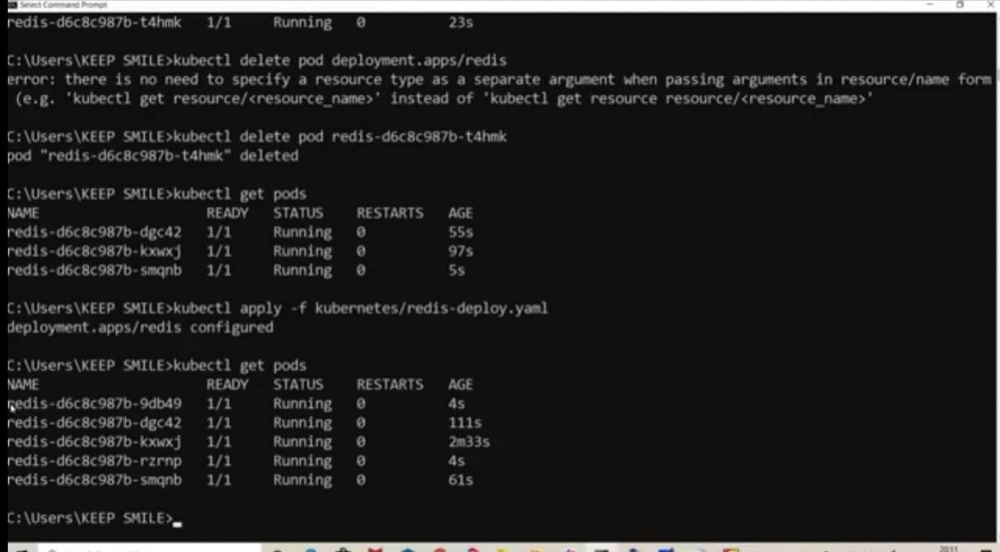 Select Command Prompt
redis-d6c8c987b-t4hmk 1/1 Running 0 23s
C:\Users\KEEP SMILE>kubectl delete pod deployment.apps/redis
error: there is no need to specify a resource type as a separate argument when passing arguments in resource/name form
(e.g. 'kubectl get resource/<resource_name>' instead of 'kubectl get resource resource/<resource_name>'
C:\Users\KEEP SMILE>kubectl delete pod redis-d6c8c987b-t4hmk
pod "redis-d6c8c987b-t4hmk" deleted
C:\Users\KEEP SMILE>kubectl get pods
NAME READY STATUS RESTARTS AGE
redis-d6c8c987b-dgc42 1/1 Running 0 55s
redis-d6c8c987b-kxwxj 1/1 Running 0 97s
redis-d6c8c987b-smqnb 1/1 Running 0 5s
C:\Users\KEEP SMILE>kubectl apply -f kubernetes/redis-deploy.yaml
deployment.apps/redis configured
C:\Users\KEEP SMILE>kubectl get pods
NAME READY STATUS RESTARTS AGE
redis-d6c8c987b-9db49 1/1 Running 0 4s
redis-d6c8c987b-dgc42 1/1 Running 0 111s
redis-d6c8c987b-kxwxj 1/1 Running 0 2m33s
redis-d6c8c987b-rzrnp 1/1 Running 0 4s
redis-d6c8c987b-smqnb 1/1 Running 0 61s
C:\Users\KEEP SMILE>
20:11